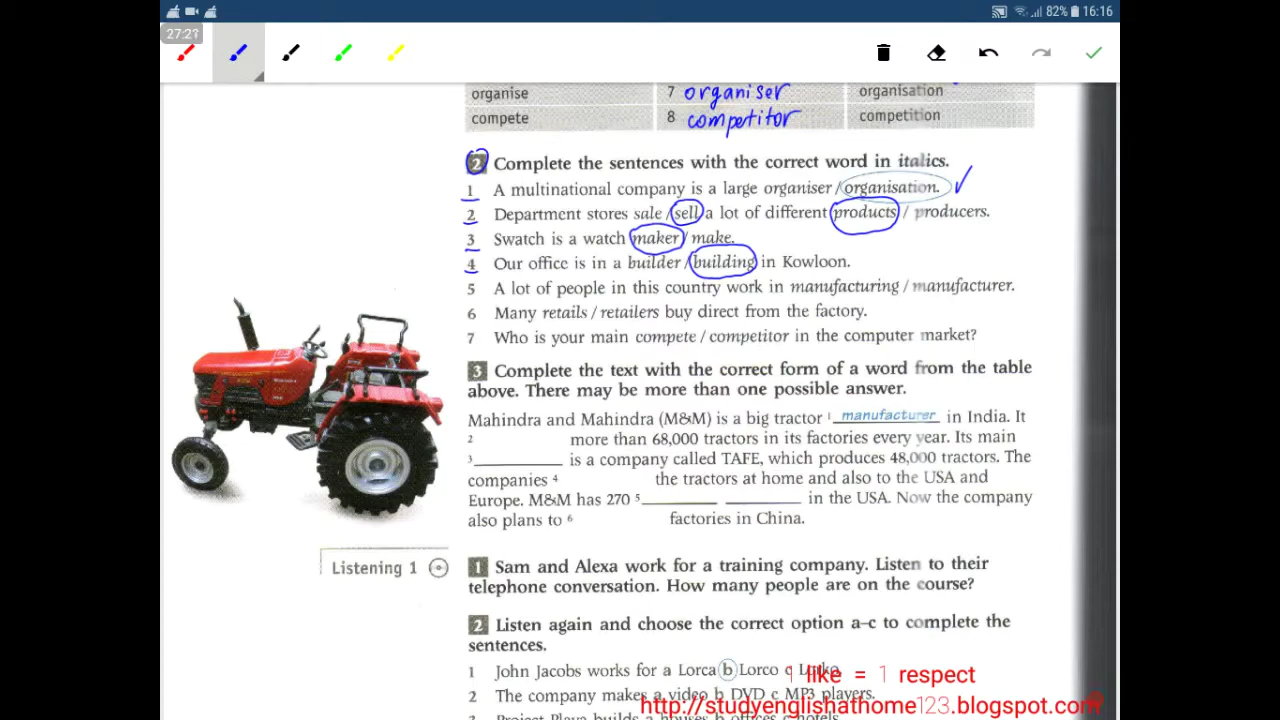 82% 16:16
27:21
organise 7 organiser organisation
compete 8 competitor competition
2 Complete the sentences with the correct word in italics.
1 A multinational company is a large organiser / organisation.
2 Department stores sale / sell a lot of different products / producers.
3 Swatch is a watch maker / make.
4 Our office is in a builder / building in Kowloon.
5 A lot of people in this country work in manufacturing / manufacturer.
6 Many retails / retailers buy direct from the factory.
7 Who is your main compete / competitor in the computer market?
3 Complete the text with the correct form of a word from the table
above. There may be more than one possible answer.
Mahindra and Mahindra (M&M) is a big tractor 1 manufacturer in India. It
2 more than 68,000 tractors in its factories every year. Its main
3 is a company called TAFE, which produces 48,000 tractors. The
companies 4 the tractors at home and also to the USA and
Europe. M&M has 270 5 in the USA. Now the company
also plans to 6 factories in China.
Listening 1
1 Sam and Alexa work for a training company. Listen to their
telephone conversation. How many people are on the course?
2 Listen again and choose the correct option a–c to complete the
sentences.
1 John Jacobs works for a Lorca b Lorco c
1 like = 1 respect
2 The company makes a video b DVD c MP3 players.
http://studyenglishathome123.blogspot.com
3 Project Playa builds a houses b offices c hotels.